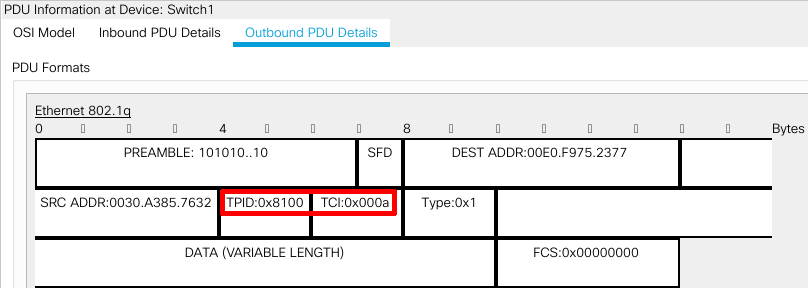 PDU Information at Device: Switch1
OSI Model Inbound PDU Details Outbound PDU Details
PDU Formats
Ethernet 802.1q
0 4 8 Bytes
PREAMBLE: 101010..10 SFD DEST ADDR:00E0.F975.2377
SRC ADDR:0030.A385.7632 TPID:0x8100 TCI:0x000a Type:0x1
DATA (VARIABLE LENGTH) FCS:0x00000000